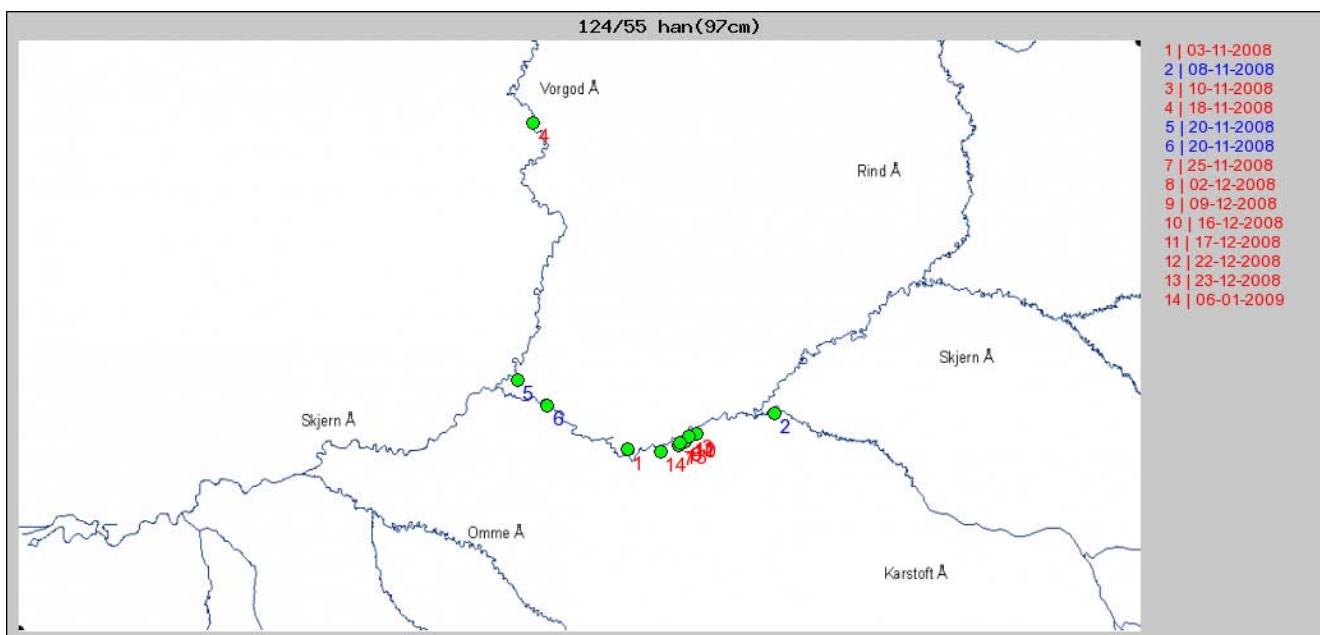 124/55 han(97cm)
1 | 03-11-2008
2 | 08-11-2008
3 | 10-11-2008
4 | 18-11-2008
5 | 20-11-2008
6 | 20-11-2008
7 | 25-11-2008
8 | 02-12-2008
9 | 09-12-2008
10 | 16-12-2008
11 | 17-12-2008
12 | 22-12-2008
13 | 23-12-2008
14 | 06-01-2009
Vorgod Å
4
Rind Å
Skjern Å
5
6
2
Skjern Å
1
14
Omme Å
Karstoft Å